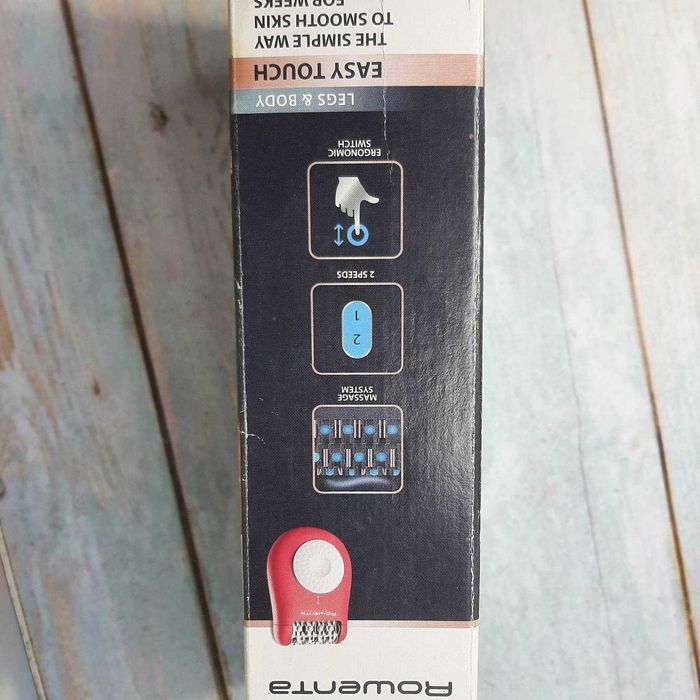 Rowenta
Rowenta
MASSAGE
SYSTEM
2
1
2 SPEEDS
ERGONOMIC
SWITCH
LEGS & BODY
EASY TOUCH
THE SIMPLE WAY
TO SMOOTH SKIN
FOR WEEKS